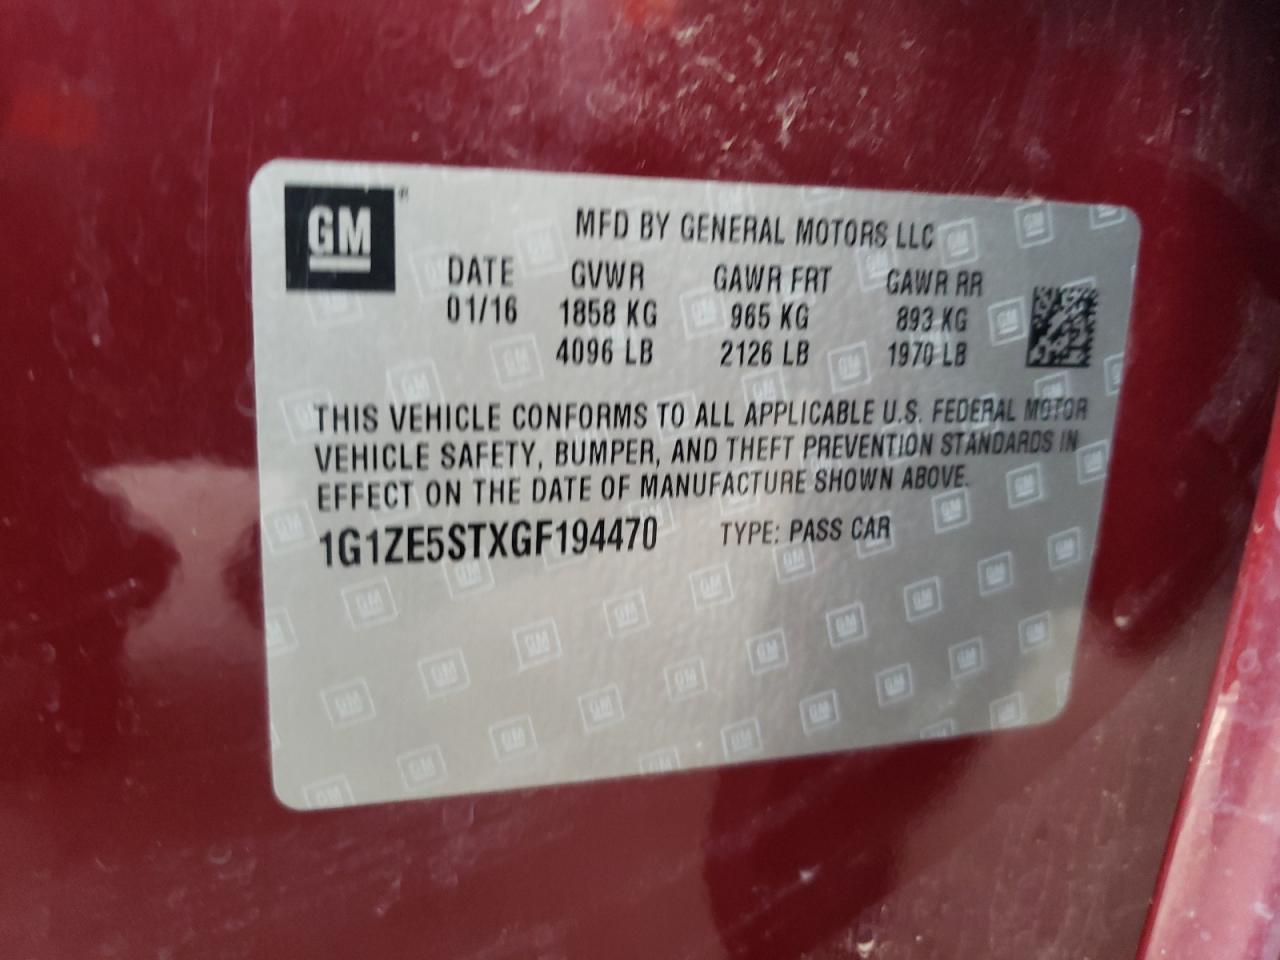 GM
MFD BY GENERAL MOTORS LLC
DATE GVWR GAWR FRT GAWR RR
01/16 1858 KG 965 KG 893 KG
4096 LB 2126 LB 1970 LB
THIS VEHICLE CONFORMS TO ALL APPLICABLE U.S. FEDERAL MOTOR
VEHICLE SAFETY, BUMPER, AND THEFT PREVENTION STANDARDS IN
EFFECT ON THE DATE OF MANUFACTURE SHOWN ABOVE.
1G1ZE5STXGF194470 TYPE: PASS CAR